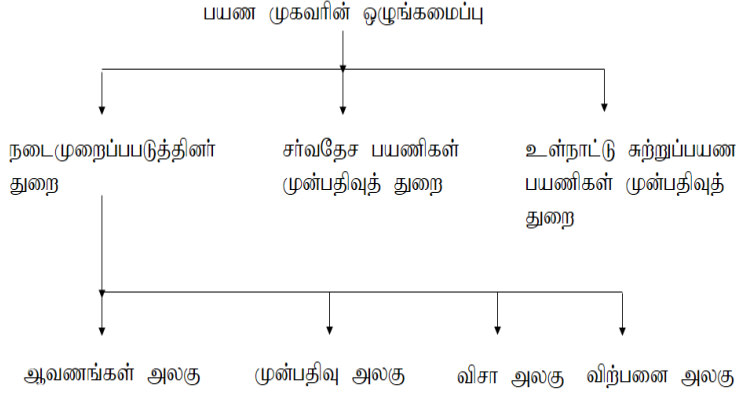 பயண முகவரின் ஒழுங்கமைப்பு
நடைமுறைப்பபடுத்தினர்
துறை
சர்வதேச பயணிகள்
முன்பதிவுத் துறை
உள்நாட்டு சுற்றுப்பயண
பயணிகள் முன்பதிவுத்
துறை
ஆவணங்கள் அலகு
முன்பதிவு அலகு
விசா அலகு
விற்பனை அலகு